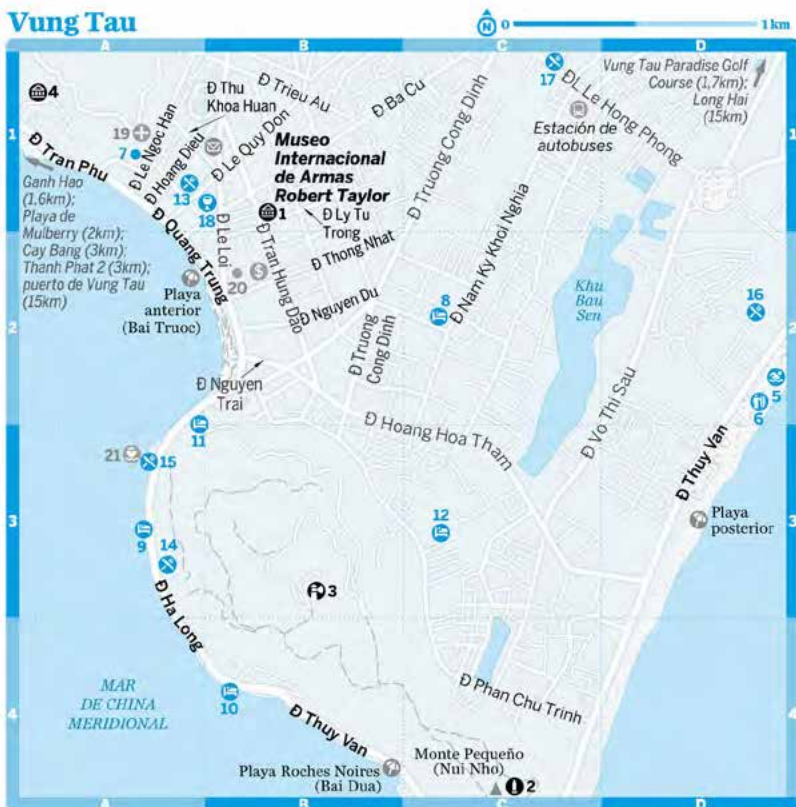 Vung Tau
N 0 1 km
A B C D
Vung Tau Paradise Golf
Course (1,7km);
Long Hai
(15km)
4
Đ Thu
Khoa Huan
Đ Trieu Au
Đ Ba Cu
17
ĐL Le Hong Phong
Estación de
autobuses
1
1
19
7
Đ Le Ngoc Han
Đ Hoang Dieu
Đ Le Quy Don
Đ Truong Cong Dinh
Đ Tran Phu
Museo
Internacional
de Armas
Robert Taylor
Ganh Hao
(1,6km);
Playa de
Mulberry (2km);
Cay Bang (3km);
Thanh Phat 2 (3km);
puerto de Vung Tau
(15km)
13
18
1
Đ Ly Tu
Trong
Đ Quang Trung
Đ Le Loi
Đ Tran Hung Dao
Đ Thong Nhat
Đ Nam Ky Khoi Nghia
20
$
Playa
anterior
(Bai Truoc)
Đ Nguyen Du
8
Khu
Bau
Sen
16
2
2
Đ Truong
Cong Dinh
Đ Nguyen
Trai
5
6
Đ Vo Thi Sau
11
Đ Hoang Hoa Tham
Đ Thuy Van
21
15
3
3
12
Playa
posterior
9
14
3
Đ Ha Long
MAR
DE CHINA
MERIDIONAL
10
Đ Phan Chu Trinh
4
4
Đ Thuy Van
Playa Roches Noires
(Bai Dua)
Monte Pequeño
(Nui Nho)
2
A B C D